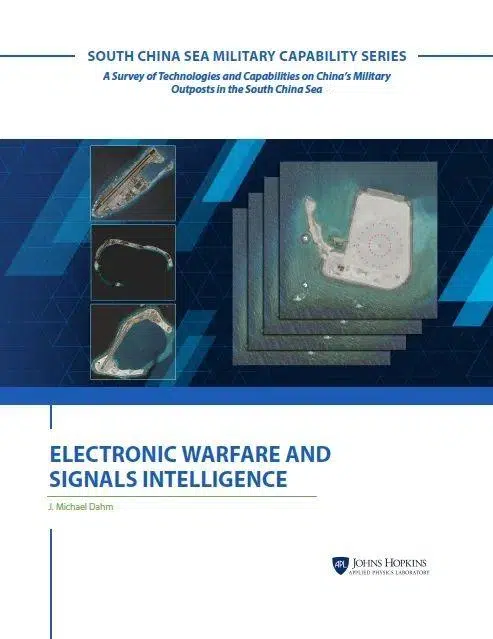 SOUTH CHINA SEA MILITARY CAPABILITY SERIES
A Survey of Technologies and Capabilities on China’s Military
Outposts in the South China Sea
ELECTRONIC WARFARE AND
SIGNALS INTELLIGENCE
J. Michael Dahm
APL
JOHNS HOPKINS
APPLIED PHYSICS LABORATORY